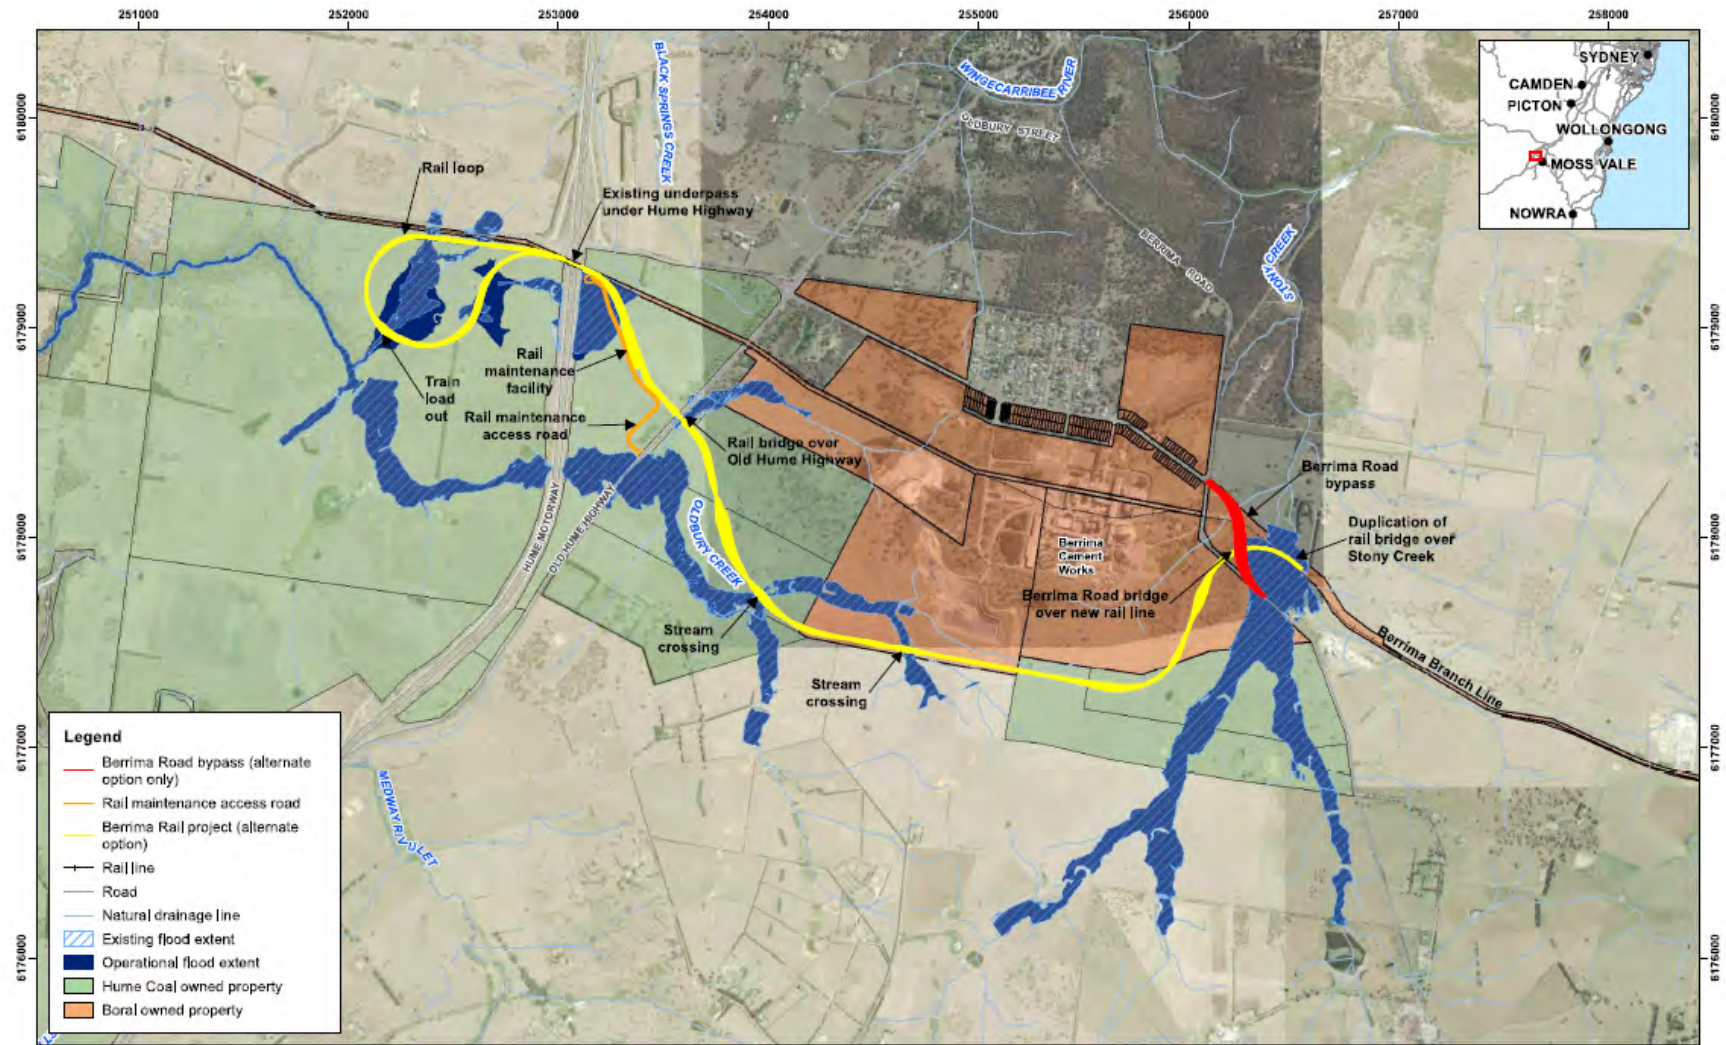 251000
252000
253000
254000
255000
256000
257000
258000
6180000
6179000
6178000
6177000
6176000
6180000
6179000
6178000
6177000
6176000
SYDNEY
CAMDEN
PICTON
WOLLONGONG
MOSS VALE
NOWRA
BLACK SPRINGS CREEK
WINGECARRIBEE
RIVER
OLDBURY STREET
BERRIMA ROAD
STONY
CREEK
Rail loop
Existing underpass
under Hume Highway
Rail
maintenance
facility
Train
load
out
Rail maintenance
access road
Rail bridge over
Old Hume Highway
HUME MOTORWAY
OLD HUME HIGHWAY
OLDBURY CREEK
Berrima
Cement
Works
Berrima Road
bypass
Duplication of
rail bridge over
Stony Creek
Berrima Road bridge
over new rail line
Stream
crossing
Stream
crossing
Berrima Branch Line
MEDWAY RIVULET
Legend
Berrima Road bypass (alternate
option only)
Rail maintenance access road
Berrima Rail project (alternate
option)
Rail line
Road
Natural drainage line
Existing flood extent
Operational flood extent
Hume Coal owned property
Boral owned property